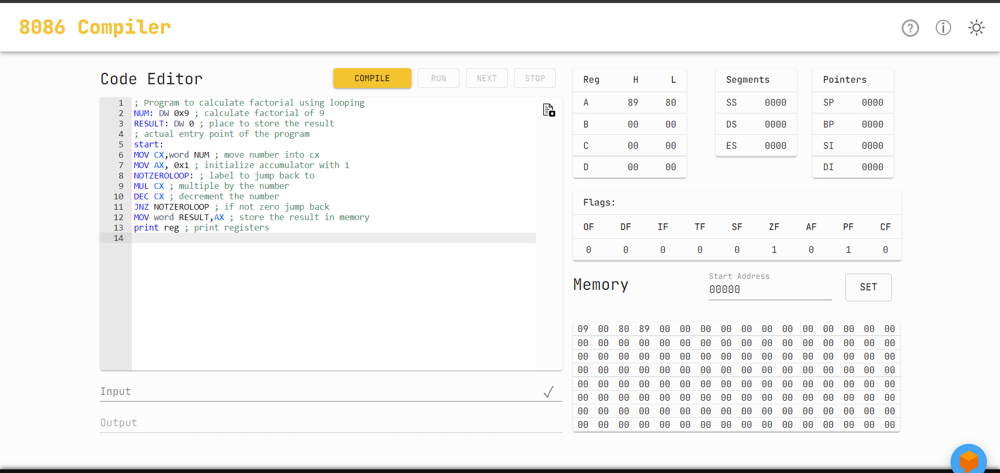 8086 Compiler
Code Editor
COMPILE
RUN
NEXT
STOP
1 ; Program to calculate factorial using looping
2 NUM: DW 0x9 ; calculate factorial of 9
3 RESULT: DW 0 ; place to store the result
4 ; actual entry point of the program
5 start:
6 MOV CX,word NUM ; move number into cx
7 MOV AX, 0x1 ; initialize accumulator with 1
8 NOTZEROLOOP: ; label to jump back to
9 MUL CX ; multiple by the number
10 DEC CX ; decrement the number
11 JNZ NOTZEROLOOP ; if not zero jump back
12 MOV word RESULT,AX ; store the result in memory
13 print reg ; print registers
14
Input
Output
Reg H L
A 89 80
B 00 00
C 00 00
D 00 00
Segments
SS 0000
DS 0000
ES 0000
Pointers
SP 0000
BP 0000
SI 0000
DI 0000
Flags:
OF DF IF TF SF ZF AF PF CF
0 0 0 0 0 1 0 1 0
Memory
Start Address
00000
SET
09 00 80 89 00 00 00 00 00 00 00 00 00 00 00 00
00 00 00 00 00 00 00 00 00 00 00 00 00 00 00 00
00 00 00 00 00 00 00 00 00 00 00 00 00 00 00 00
00 00 00 00 00 00 00 00 00 00 00 00 00 00 00 00
00 00 00 00 00 00 00 00 00 00 00 00 00 00 00 00
00 00 00 00 00 00 00 00 00 00 00 00 00 00 00 00
00 00 00 00 00 00 00 00 00 00 00 00 00 00 00 00
00 00 00 00 00 00 00 00 00 00 00 00 00 00 00 00